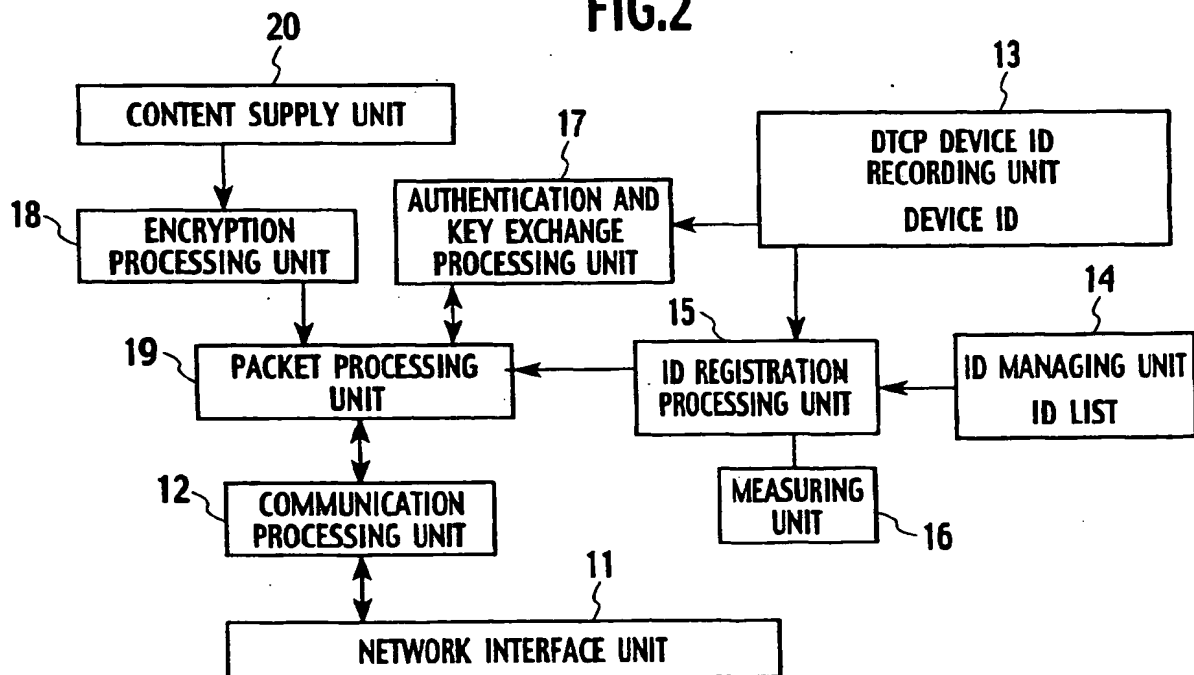 FIG.2
20
CONTENT SUPPLY UNIT
13
DTCP DEVICE ID
RECORDING UNIT
DEVICE ID
17
AUTHENTICATION AND
KEY EXCHANGE
PROCESSING UNIT
18
ENCRYPTION
PROCESSING UNIT
14
ID MANAGING UNIT
ID LIST
15
ID REGISTRATION
PROCESSING UNIT
19
PACKET PROCESSING
UNIT
16
MEASURING
UNIT
12
COMMUNICATION
PROCESSING UNIT
11
NETWORK INTERFACE UNIT